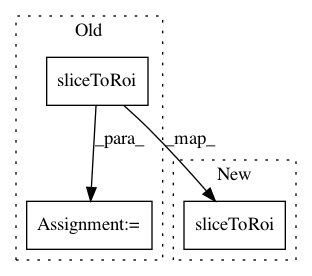 Old
sliceToRoi
_para_
_map_
New
Assignment:=
sliceToRoi